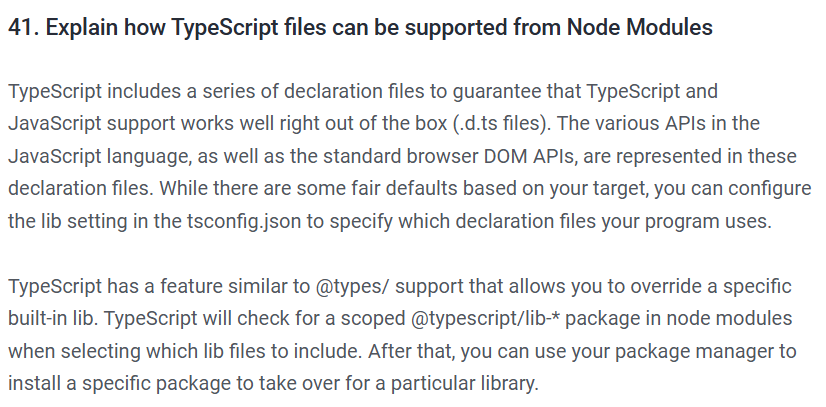 41. Explain how TypeScript files can be supported from Node Modules
TypeScript includes a series of declaration files to guarantee that TypeScript and
JavaScript support works well right out of the box (.d.ts files). The various APIs in the
JavaScript language, as well as the standard browser DOM APIs, are represented in these
declaration files. While there are some fair defaults based on your target, you can configure
the lib setting in the tsconfig.json to specify which declaration files your program uses.
TypeScript has a feature similar to @types/ support that allows you to override a specific
built-in lib. TypeScript will check for a scoped @typescript/lib-* package in node modules
when selecting which lib files to include. After that, you can use your package manager to
install a specific package to take over for a particular library.